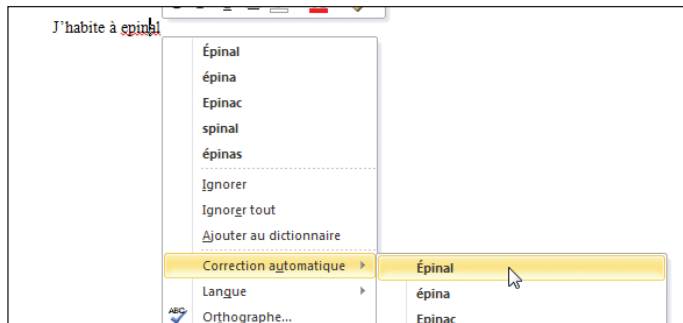 J'habite à epinal
Épinal
épina
Epinac
spinal
épinas
Ignorer
Ignorer tout
Ajouter au dictionnaire
Correction automatique
Épinal
Langue
épina
ABC
Orthographe...
Epinac